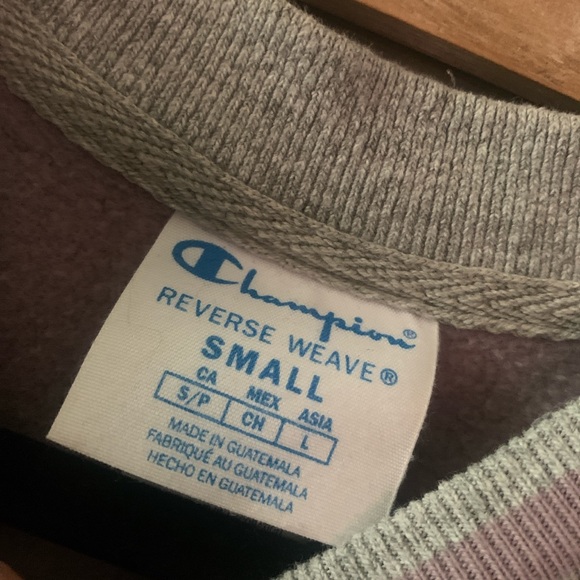 Champion®
REVERSE WEAVE®
SMALL
CA MEX ASIA
S/P CH L
MADE IN GUATEMALA
FABRIQUÉ AU GUATEMALA
HECHO EN GUATEMALA